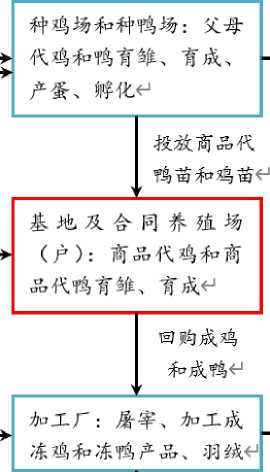 种鸡场和种鸭场：父母
代鸡和鸭育雏、育成、
产蛋、孵化↵
投放商品代
鸭苗和鸡苗↵
基地及合同养殖场
（户）：商品代鸡和商
品代鸭育雏、育成↵
回购成鸡
和成鸭↵
加工厂：屠宰、加工成
冻鸡和冻鸭产品、羽绒↵